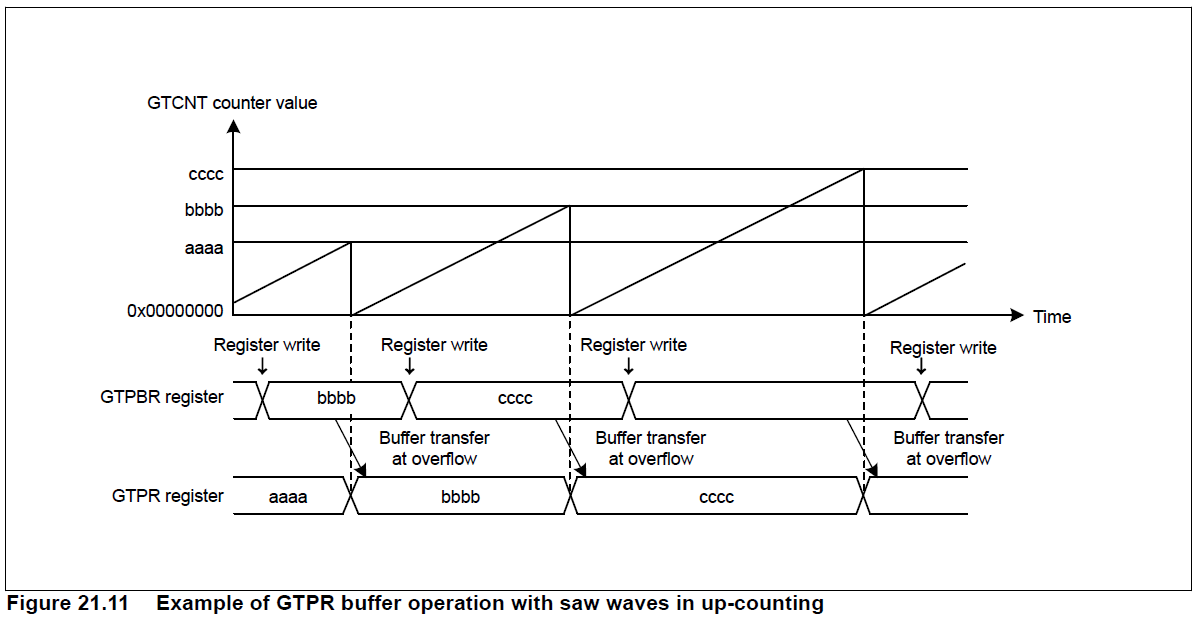 GTCNT counter value
cccc
bbbb
aaaa
0x00000000
Time
Register write
Register write
Register write
Register write
GTPBR register
bbbb
cccc
Buffer transfer
at overflow
Buffer transfer
at overflow
Buffer transfer
at overflow
GTPR register
aaaa
bbbb
cccc
Figure 21.11 Example of GTPR buffer operation with saw waves in up-counting